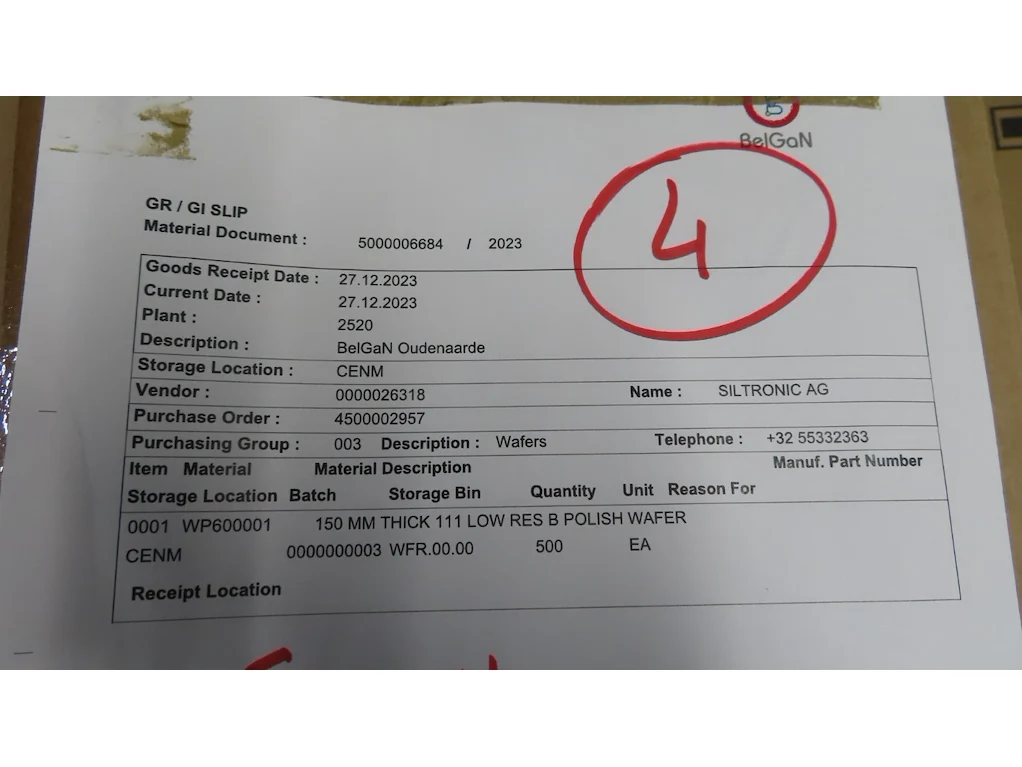 BelGaN
4
GR / GI SLIP
Material Document : 5000006684 / 2023
Goods Receipt Date : 27.12.2023
Current Date : 27.12.2023
Plant : 2520
Description : BelGaN Oudenaarde
Storage Location : CENM
Vendor : 0000026318 Name : SILTRONIC AG
Purchase Order : 4500002957
Purchasing Group : 003 Description : Wafers Telephone : +32 55332363
Item Material Material Description Manuf. Part Number
Storage Location Batch Storage Bin Quantity Unit Reason For
0001 WP600001 150 MM THICK 111 LOW RES B POLISH WAFER
CENM 0000000003 WFR.00.00 500 EA
Receipt Location